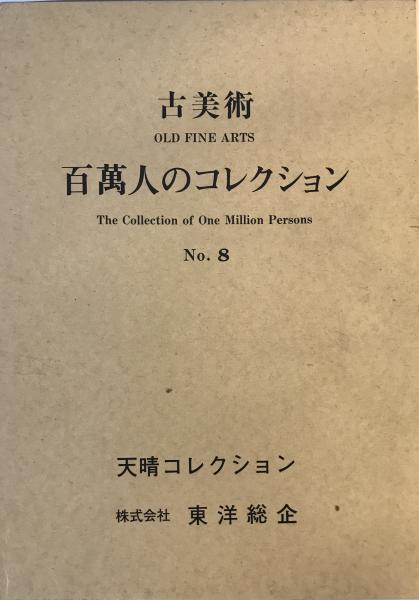 古美術
OLD FINE ARTS
百萬人のコレクション
The Collection of One Million Persons
No. 8
天晴コレクション
株式会社 東洋総企